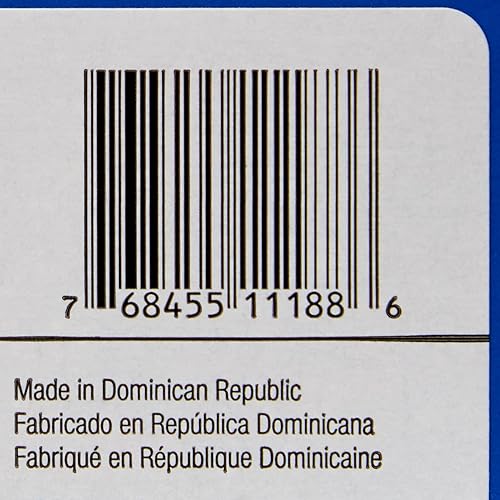 7 68455 11188 6
Made in Dominican Republic
Fabricado en República Dominicana
Fabriqué en République Dominicaine